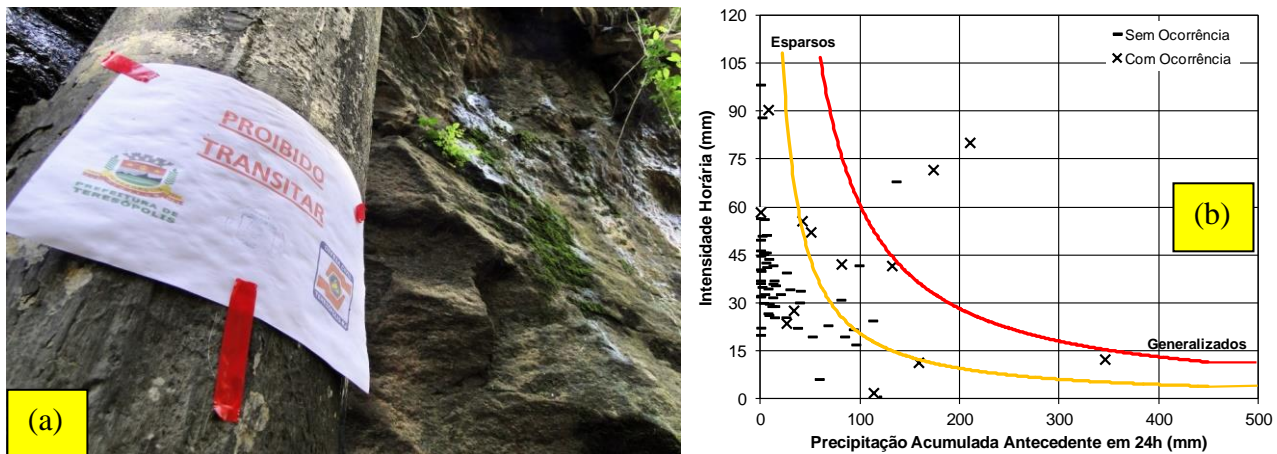 PROIBIDO
TRANSITAR
PREFEITURA DE
TERESÓPOLIS
(a)
120
105
90
75
60
45
30
15
0
Intensidade Horária (mm)
Esparsos
Sem Ocorrência
Com Ocorrência
(b)
Generalizados
0 100 200 300 400 500
Precipitação Acumulada Antecedente em 24h (mm)